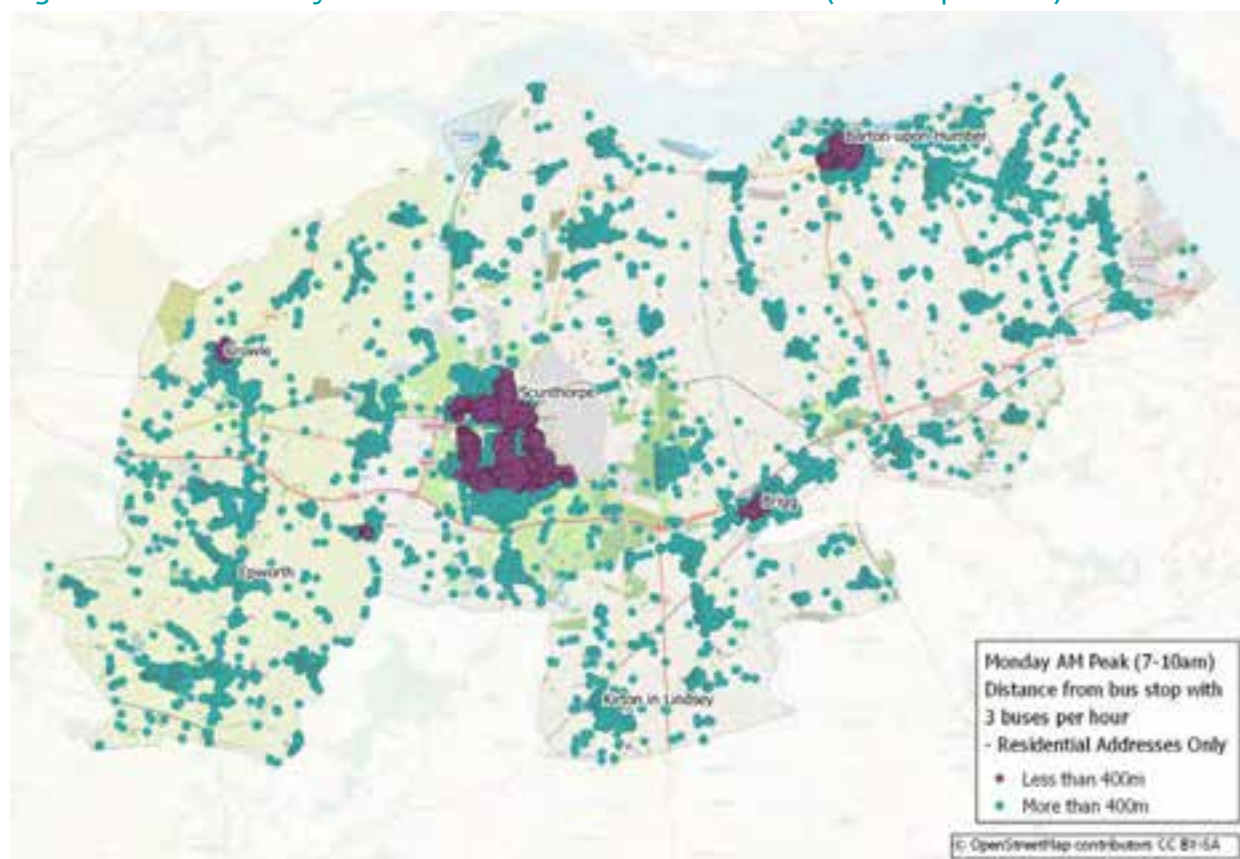 Barton upon Humber
Crowle
Scunthorpe
Brigg
Epworth
Kirton in Lindsey
Monday AM Peak (7-10am)
Distance from bus stop with
3 buses per hour
- Residential Addresses Only
Less than 400m
More than 400m
© OpenStreetMap contributors CC BY-SA